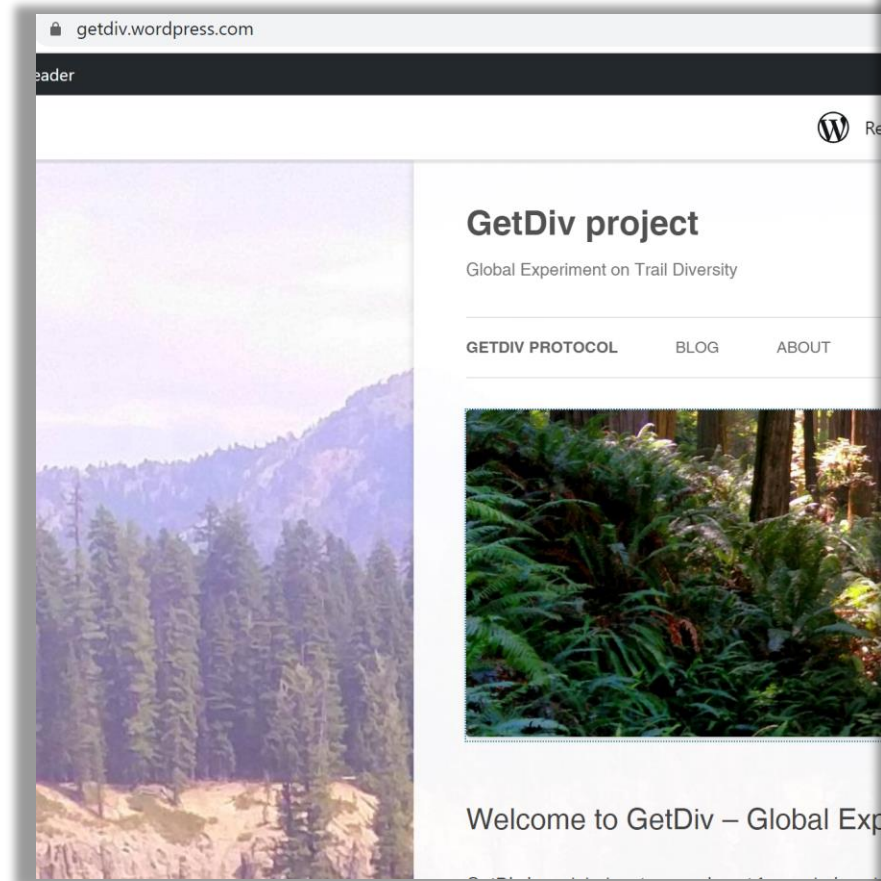 getdiv.wordpress.com
eader
GetDiv project
Global Experiment on Trail Diversity
GETDIV PROTOCOL BLOG ABOUT
Welcome to GetDiv – Global Exp